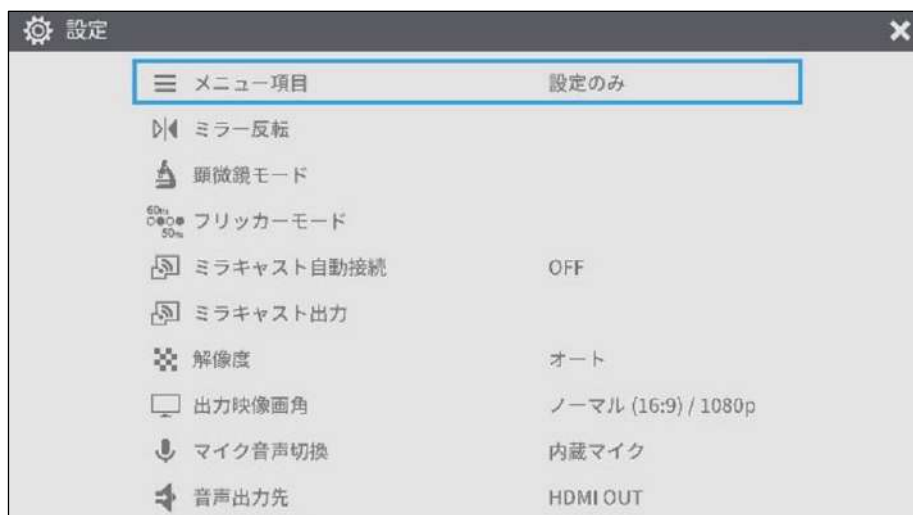 設定
メニュー項目 設定のみ
ミラー反転
顕微鏡モード
60Hz
50Hz
フリッカーモード
ミラキャスト自動接続 OFF
ミラキャスト出力
解像度 オート
出力映像画角 ノーマル (16:9) / 1080p
マイク音声切換 内蔵マイク
音声出力先 HDMI OUT